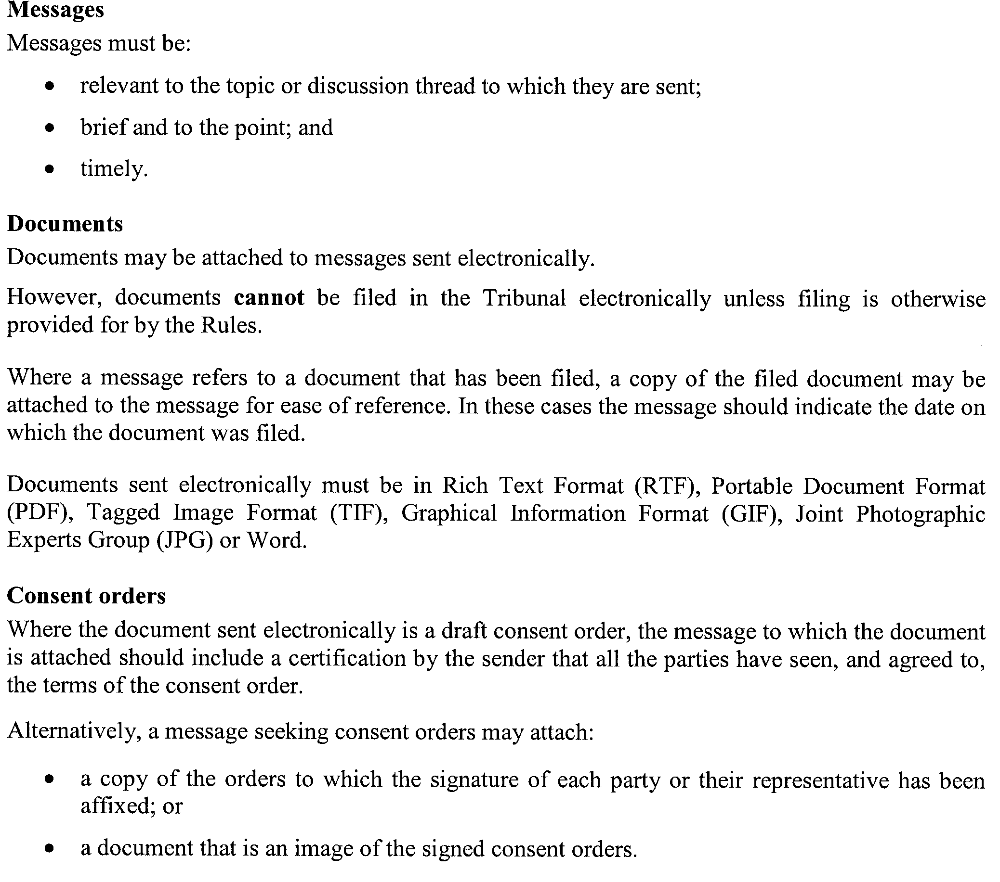 Messages
Messages must be:
• relevant to the topic or discussion thread to which they are sent;
• brief and to the point; and
• timely.
Documents
Documents may be attached to messages sent electronically.
However, documents cannot be filed in the Tribunal electronically unless filing is otherwise
provided for by the Rules.
Where a message refers to a document that has been filed, a copy of the filed document may be
attached to the message for ease of reference. In these cases the message should indicate the date on
which the document was filed.
Documents sent electronically must be in Rich Text Format (RTF), Portable Document Format
(PDF), Tagged Image Format (TIF), Graphical Information Format (GIF), Joint Photographic
Experts Group (JPG) or Word.
Consent orders
Where the document sent electronically is a draft consent order, the message to which the document
is attached should include a certification by the sender that all the parties have seen, and agreed to,
the terms of the consent order.
Alternatively, a message seeking consent orders may attach:
• a copy of the orders to which the signature of each party or their representative has been
affixed; or
• a document that is an image of the signed consent orders.